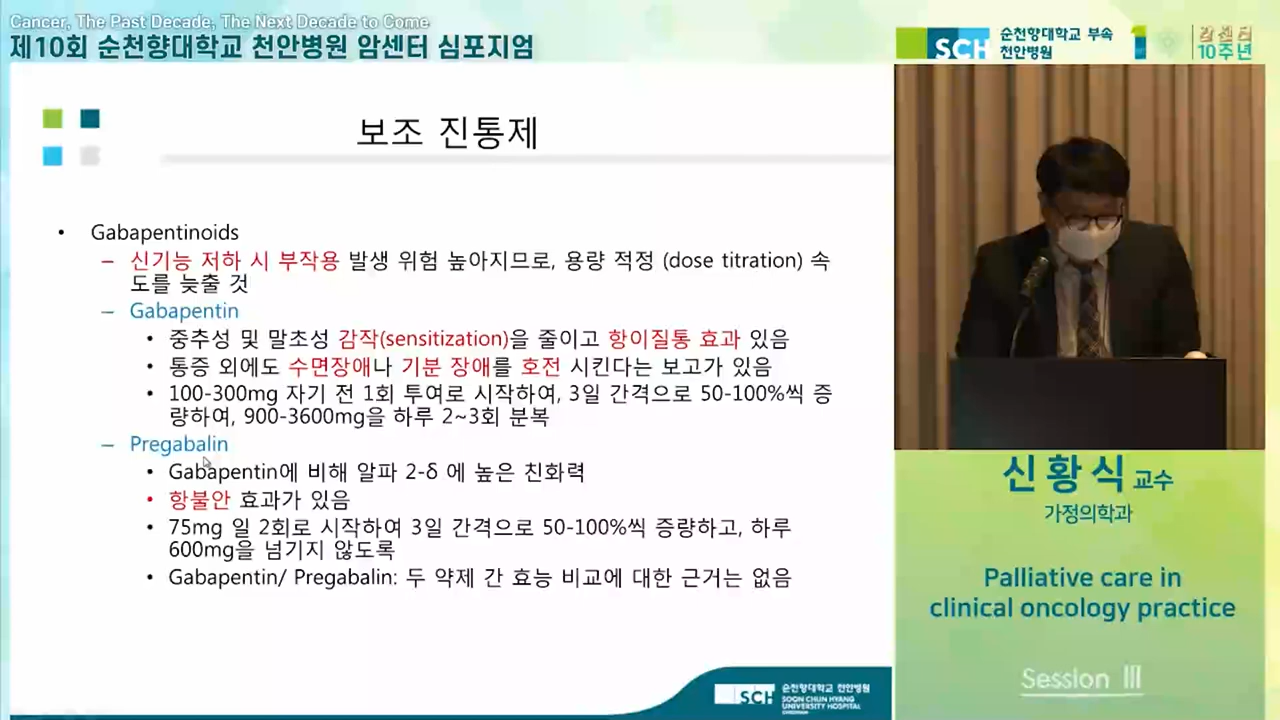 Cancer, The Past Decade, The Next Decade to Come
제10회 순천향대학교 천안병원 암센터 심포지엄
SCH 순천향대학교 부속
천안병원
암센터
10주년
보조 진통제
• Gabapentinoids
– 신기능 저하 시 부작용 발생 위험 높아지므로, 용량 적정 (dose titration) 속
도를 늦출 것
– Gabapentin
• 중추성 및 말초성 감작(sensitization)을 줄이고 항이질통 효과 있음
• 통증 외에도 수면장애나 기분 장애를 호전 시킨다는 보고가 있음
• 100-300mg 자기 전 1회 투여로 시작하여, 3일 간격으로 50-100%씩 증
량하여, 900-3600mg을 하루 2~3회 분복
– Pregabalin
• Gabapentin에 비해 알파 2-δ 에 높은 친화력
• 항불안 효과가 있음
• 75mg 일 2회로 시작하여 3일 간격으로 50-100%씩 증량하고, 하루
600mg을 넘기지 않도록
• Gabapentin/ Pregabalin: 두 약제 간 효능 비교에 대한 근거는 없음
SCH 순천향대학교 천안병원
SOON CHUN HYANG
UNIVERSITY HOSPITAL
CHEONAN
신황식 교수
가정의학과
Palliative care in
clinical oncology practice
Session Ⅲ